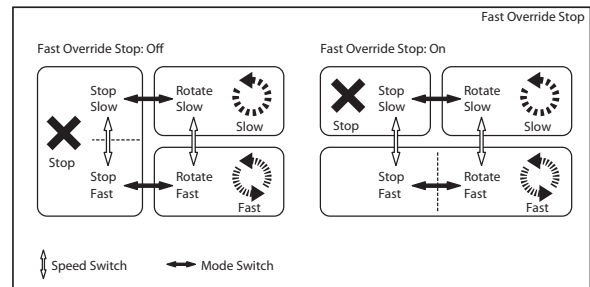 Fast Override Stop
Fast Override Stop: Off
Stop
Slow
Rotate
Slow
Slow
Stop
Stop
Fast
Rotate
Fast
Fast
Fast Override Stop: On
Stop
Stop
Slow
Rotate
Slow
Slow
Stop
Fast
Rotate
Fast
Fast
Speed Switch
Mode Switch